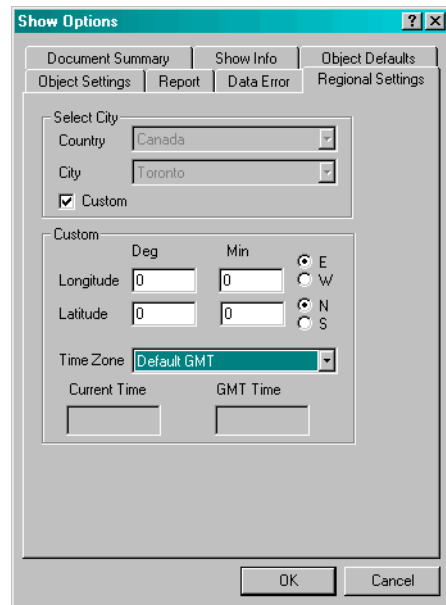 Show Options
Document Summary Show Info Object Defaults
Object Settings Report Data Error Regional Settings
Select City
Country Canada
City Toronto
Custom
Custom
Deg Min
Longitude 0 0 E
W
Latitude 0 0 N
S
Time Zone Default GMT
Current Time GMT Time
OK Cancel